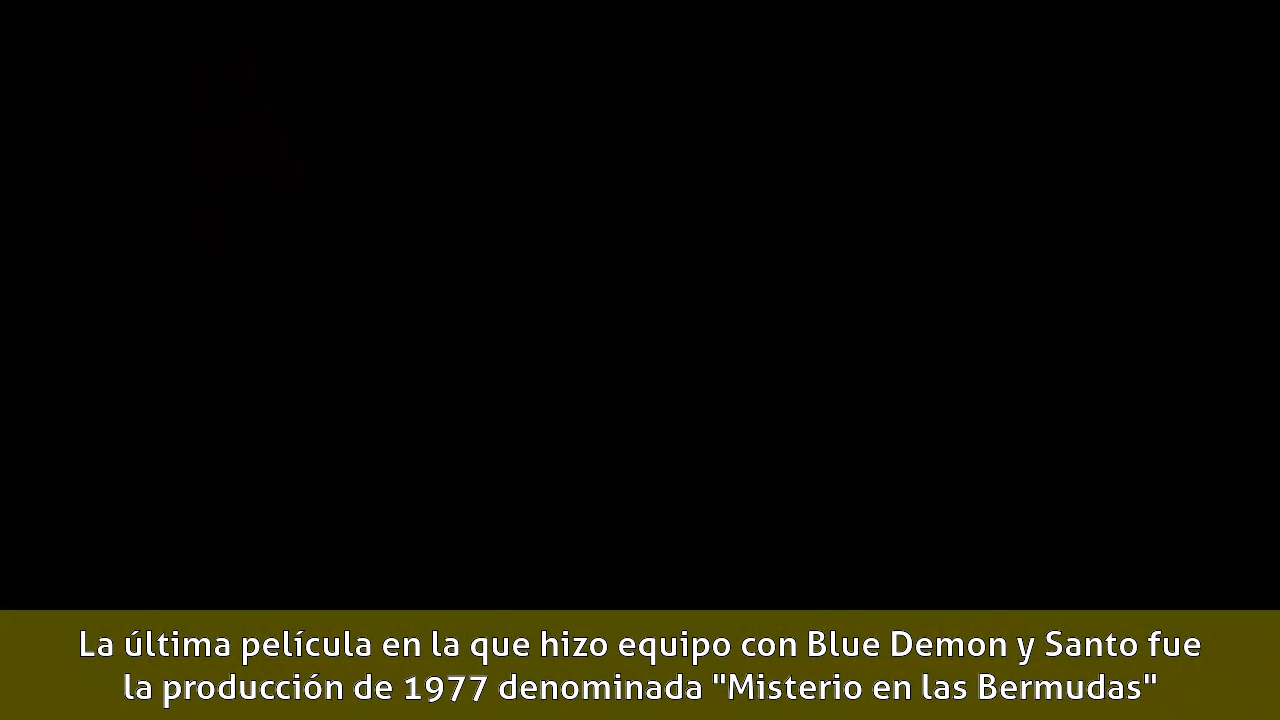 La última película en la que hizo equipo con Blue Demon y Santo fue
la producción de 1977 denominada "Misterio en las Bermudas"